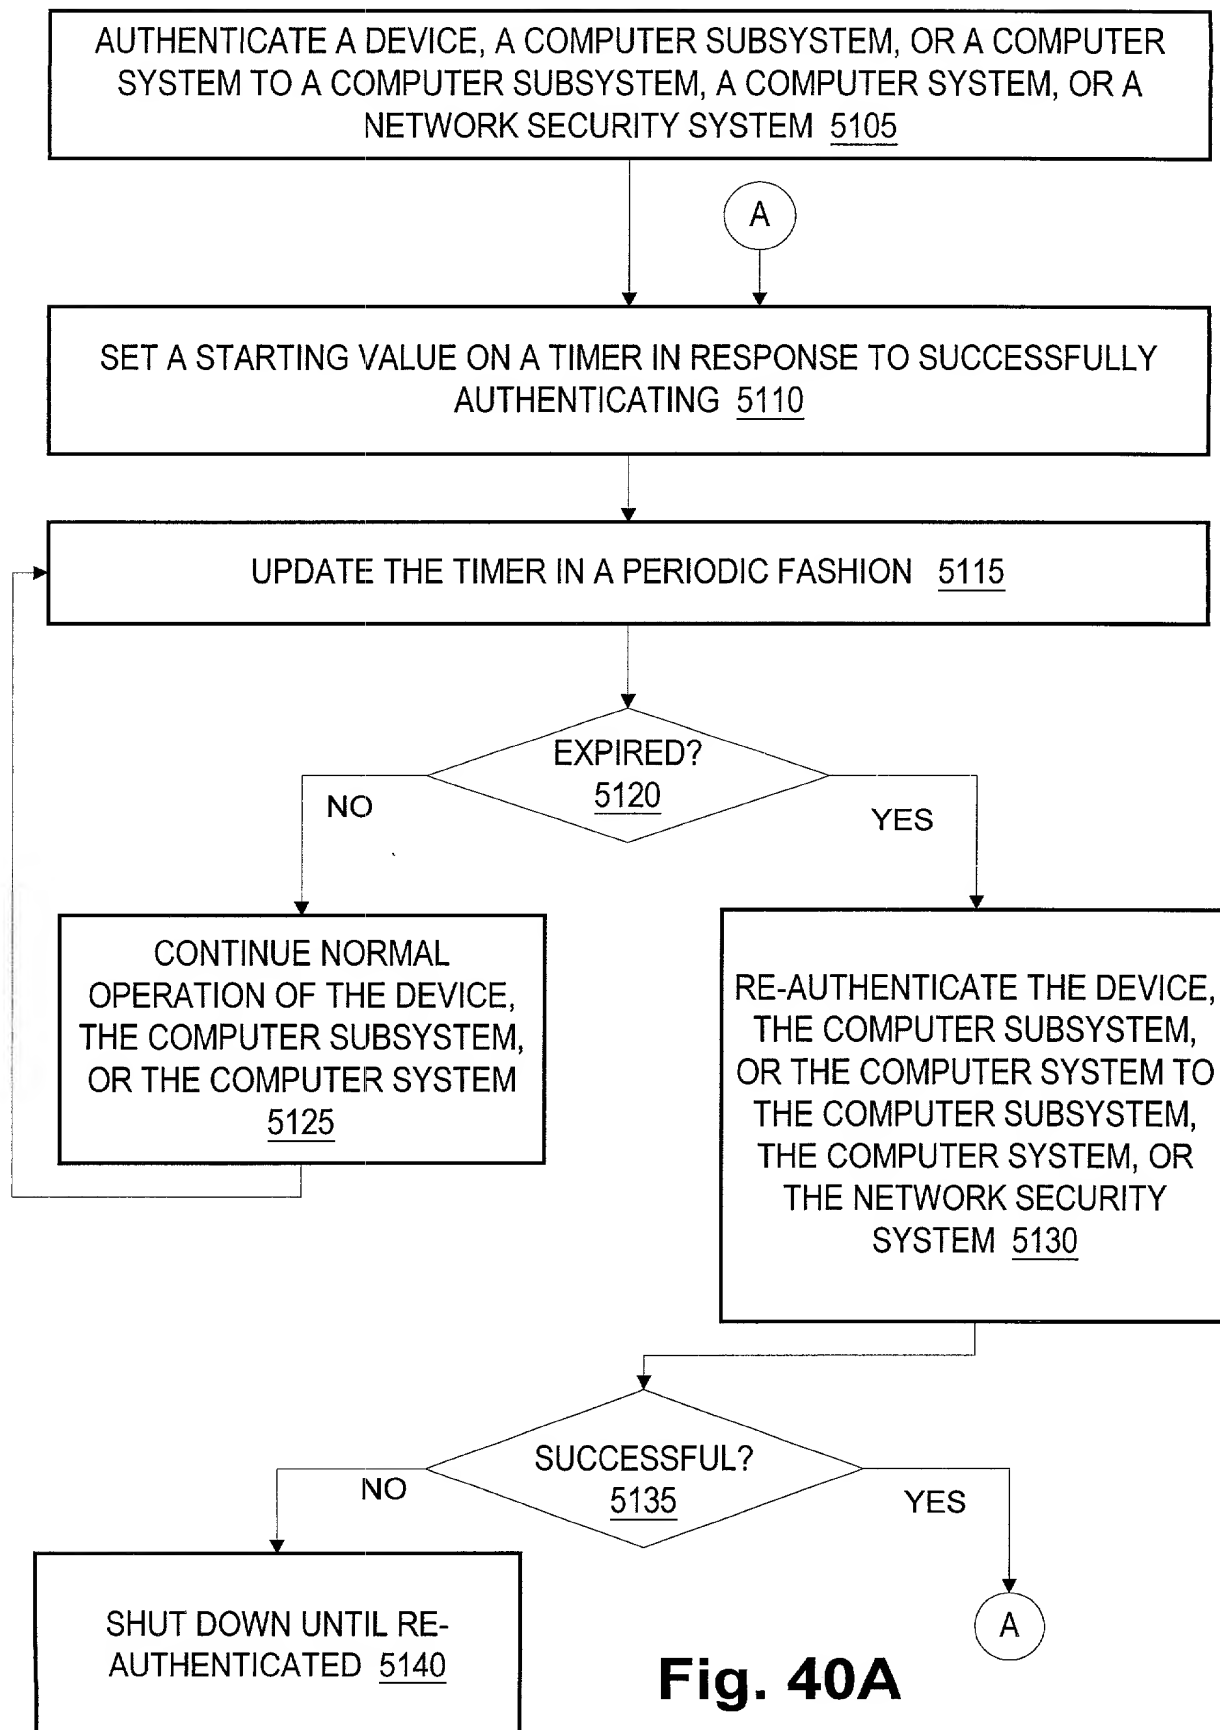 AUTHENTICATE A DEVICE, A COMPUTER SUBSYSTEM, OR A COMPUTER
SYSTEM TO A COMPUTER SUBSYSTEM, A COMPUTER SYSTEM, OR A
NETWORK SECURITY SYSTEM 5105
A
SET A STARTING VALUE ON A TIMER IN RESPONSE TO SUCCESSFULLY
AUTHENTICATING 5110
UPDATE THE TIMER IN A PERIODIC FASHION 5115
EXPIRED?
5120
NO
YES
CONTINUE NORMAL
OPERATION OF THE DEVICE,
THE COMPUTER SUBSYSTEM,
OR THE COMPUTER SYSTEM
5125
RE-AUTHENTICATE THE DEVICE,
THE COMPUTER SUBSYSTEM,
OR THE COMPUTER SYSTEM TO
THE COMPUTER SUBSYSTEM,
THE COMPUTER SYSTEM, OR
THE NETWORK SECURITY
SYSTEM 5130
SUCCESSFUL?
5135
NO
YES
SHUT DOWN UNTIL RE-
AUTHENTICATED 5140
A
Fig. 40A